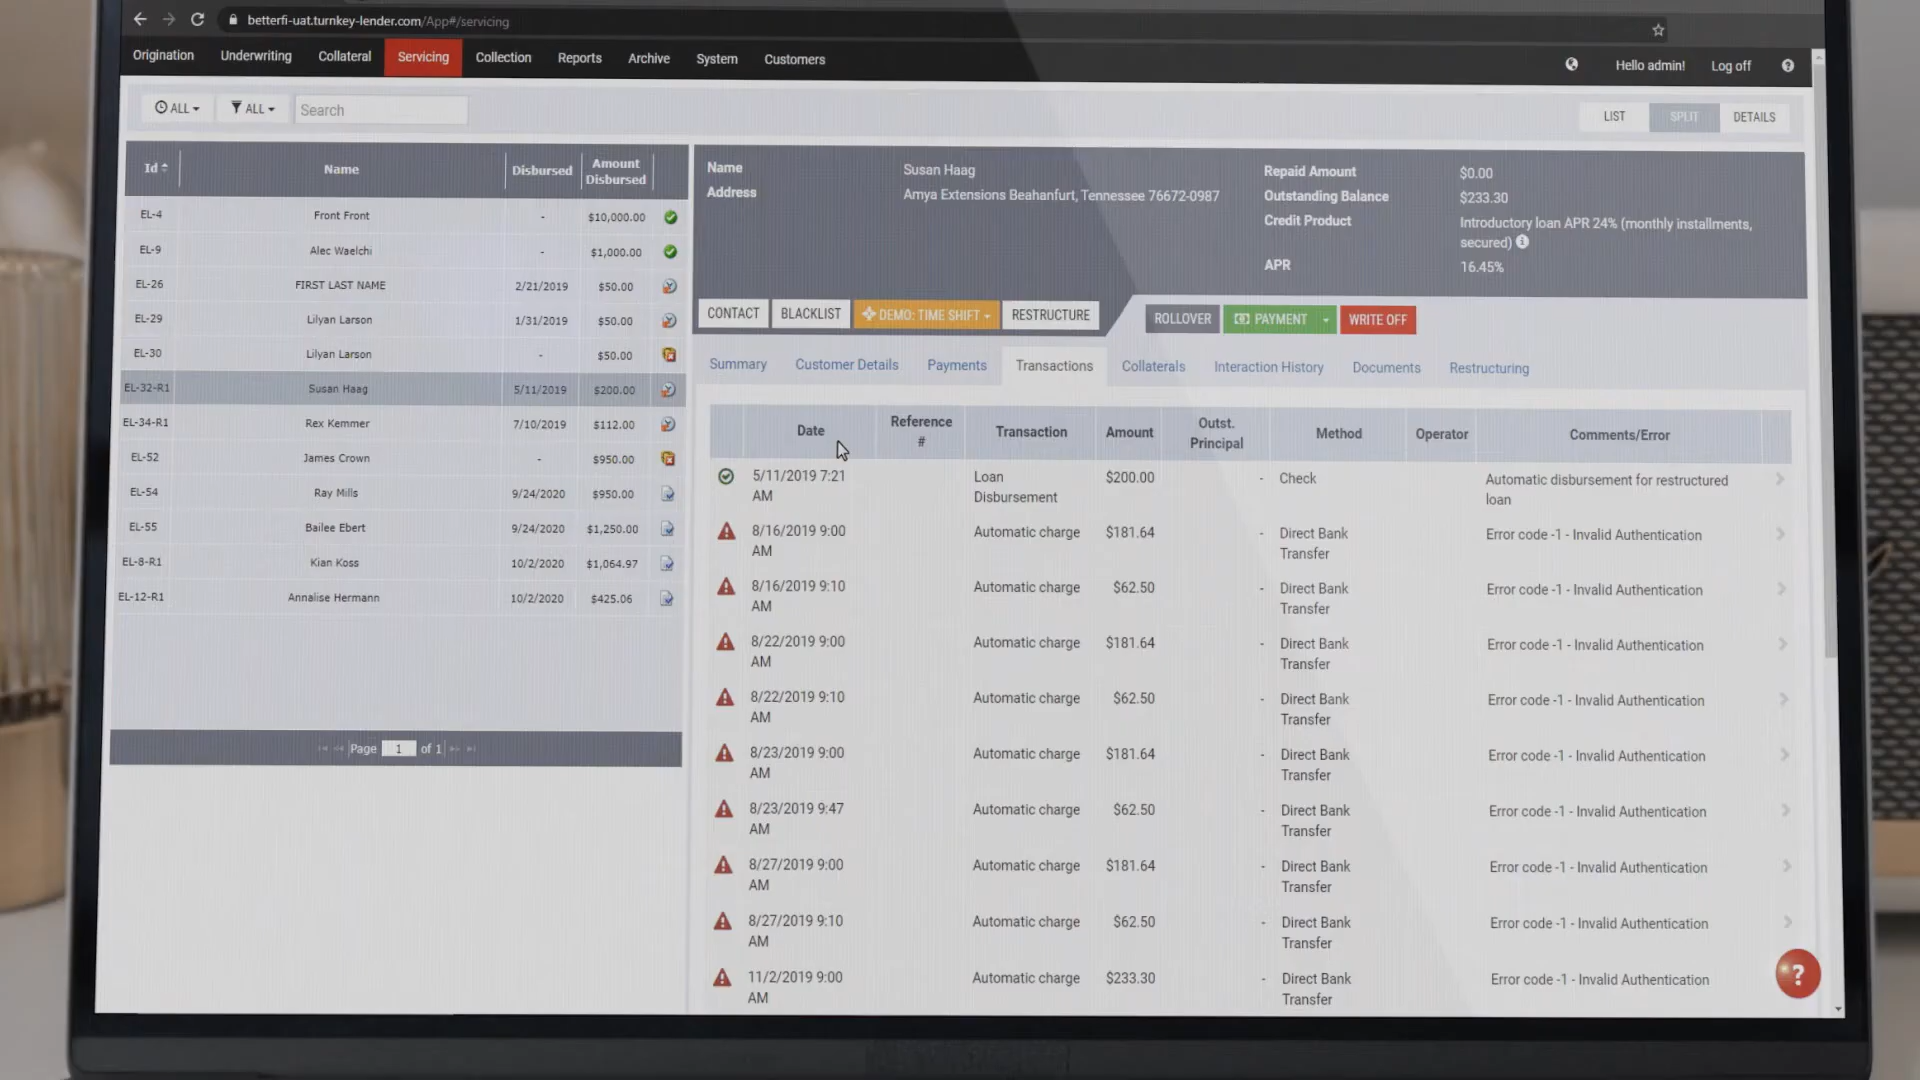 betterfi-uat.turnkey-lender.com/App#/servicing
Origination Underwriting Collateral Servicing Collection Reports Archive System Customers Hello admin! Log off ?
ALL ALL Search LIST SPLIT DETAILS
Id Name Disbursed Amount Disbursed
EL-4 Front Front - $10,000.00
EL-9 Alec Waelchi - $1,000.00
EL-26 FIRST LAST NAME 2/21/2019 $50.00
EL-29 Lilyan Larson 1/31/2019 $50.00
EL-30 Lilyan Larson - $50.00
EL-32-R1 Susan Haag 5/11/2019 $200.00
EL-34-R1 Rex Kemmer 7/10/2019 $112.00
EL-52 James Crown - $950.00
EL-54 Ray Mills 9/24/2020 $950.00
EL-55 Bailee Ebert 9/24/2020 $1,250.00
EL-8-R1 Kian Koss 10/2/2020 $1,064.97
EL-12-R1 Annalise Hermann 10/2/2020 $425.06
Page 1 of 1
Name Susan Haag
Address Amya Extensions Beahanfurt, Tennessee 76672-0987
Repaid Amount $0.00
Outstanding Balance $233.30
Credit Product Introductory loan APR 24% (monthly installments,
secured)
APR 16.45%
CONTACT BLACKLIST DEMO: TIME SHIFT RESTRUCTURE ROLLOVER PAYMENT WRITE OFF
Summary Customer Details Payments Transactions Collaterals Interaction History Documents Restructuring
Date Reference # Transaction Amount Outst. Principal Method Operator Comments/Error
5/11/2019 7:21 AM Loan Disbursement $200.00 - Check Automatic disbursement for restructured loan
8/16/2019 9:00 AM Automatic charge $181.64 - Direct Bank Transfer Error code -1 - Invalid Authentication
8/16/2019 9:10 AM Automatic charge $62.50 - Direct Bank Transfer Error code -1 - Invalid Authentication
8/22/2019 9:00 AM Automatic charge $181.64 - Direct Bank Transfer Error code -1 - Invalid Authentication
8/22/2019 9:10 AM Automatic charge $62.50 - Direct Bank Transfer Error code -1 - Invalid Authentication
8/23/2019 9:00 AM Automatic charge $181.64 - Direct Bank Transfer Error code -1 - Invalid Authentication
8/23/2019 9:47 AM Automatic charge $62.50 - Direct Bank Transfer Error code -1 - Invalid Authentication
8/27/2019 9:00 AM Automatic charge $181.64 - Direct Bank Transfer Error code -1 - Invalid Authentication
8/27/2019 9:10 AM Automatic charge $62.50 - Direct Bank Transfer Error code -1 - Invalid Authentication
11/2/2019 9:00 AM Automatic charge $233.30 - Direct Bank Transfer Error code -1 - Invalid Authentication
?